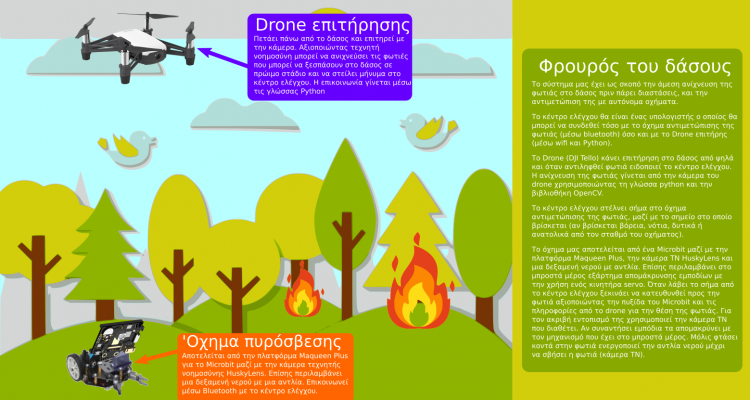 Drone επιτήρησης
Πετάει πάνω από το δάσος και επιτηρεί με
την κάμερα. Αξιοποιώντας τεχνητή
νοημοσύνη μπορεί να ανιχνεύσει τις φωτιές
που μπορεί να ξεσπάσουν στο δάσος σε
πρώιμο στάδιο και να στείλει μήνυμα στο
κέντρο ελέγχου. Η επικοινωνία γίνεται μέσω
τις γλώσσας Python
Φρουρός του δάσους
Το σύστημα μας έχει ως σκοπό την άμεση ανίχνευση της
φωτιάς στο δάσος πριν πάρει διαστάσεις, και την
αντιμετώπιση της με αυτόνομα οχήματα.
Το κέντρο ελέγχου θα είναι ένας υπολογιστής ο οποίος θα
μπορεί να συνδεθεί τόσο με το όχημα αντιμετώπισης της
φωτιάς (μέσω bluetooth) όσο και με το Drone επιτήρης
(μέσω wifi και Python).
Το Drone (DJI Tello) κάνει επιτήρηση στο δάσος από ψηλά
και όταν αντιληφθεί φωτιά ειδοποιεί το κέντρο ελέγχου.
Η ανίχνευση της φωτιάς γίνεται από την κάμερα του
drone χρησιμοποιώντας τη γλώσσα python και την
βιβλιοθήκη OpenCV.
Το κέντρο ελέγχου στέλνει σήμα στο όχημα
αντιμετώπισης της φωτιάς, μαζί με το σημείο στο οποίο
βρίσκεται (αν βρίσκεται βόρεια, νότια, δυτικά ή
ανατολικά από τον σταθμό του οχήματος).
Το όχημα μας αποτελείται από ένα Microbit μαζί με την
πλατφόρμα Maqueen Plus, την κάμερα ΤΝ HuskyLens και
μια δεξαμενή νερού με αντλία. Επίσης περιλαμβάνει στο
μπροστά μέρος εξάρτημα απομάκρυνσης εμποδίων με
την χρήση ενός κινητήρα servo. Όταν λάβει το σήμα από
το κέντρο ελέγχου ξεκινάει να κατευθυνθεί προς την
φωτιά αξιοποιώντας την πυξίδα του Microbit και τις
πληροφορίες από το drone για την θέση της φωτιάς. Για
τον ακριβή εντοπισμό της χρησιμοποιεί την κάμερα ΤΝ
που διαθέτει. Αν συναντήσει εμπόδια τα απομακρύνει με
τον μηχανισμό που έχει στο μπροστά μέρος. Μόλις φτάσει
κοντά στην φωτιά ενεργοποιεί την αντλία νερού μέχρι
να σβήσει η φωτιά (κάμερα ΤΝ).
'Οχημα πυρόσβεσης
Αποτελείται από την πλατφόρμα Maqueen Plus
για το Microbit μαζί με την κάμερα τεχνητής
νοημοσύνης HuskyLens. Επίσης περιλαμβάνει
μια δεξαμενή νερού με μια αντλία. Επικοινωνεί
μέσω Bluetooth με το κέντρο ελέγχου.